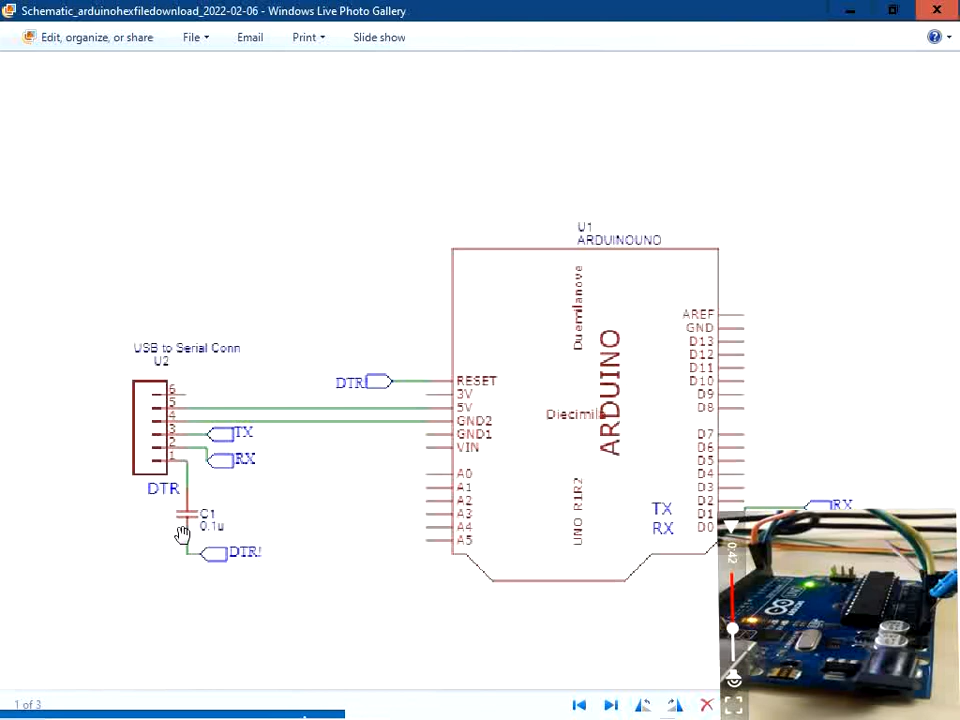 Schematic_arduinohexfiledownload_2022-02-06 - Windows Live Photo Gallery
Edit, organize, or share
File
Email
Print
Slide show
U1
ARDUINOUNO
USB to Serial Conn
U2
6
5
4
3
2
1
TX
RX
DTR
C1
0.1u
DTR!
DTR!
RESET
3V
5V
GND2
GND1
VIN
A0
A1
A2
A3
A4
A5
Duemilanove
Diecimila
ARDUINO
UNO R1R2
AREF
GND
D13
D12
D11
D10
D9
D8
D7
D6
D5
D4
D3
D2
D1
D0
TX
RX
RX
0:42
ARDUINO
1 of 3